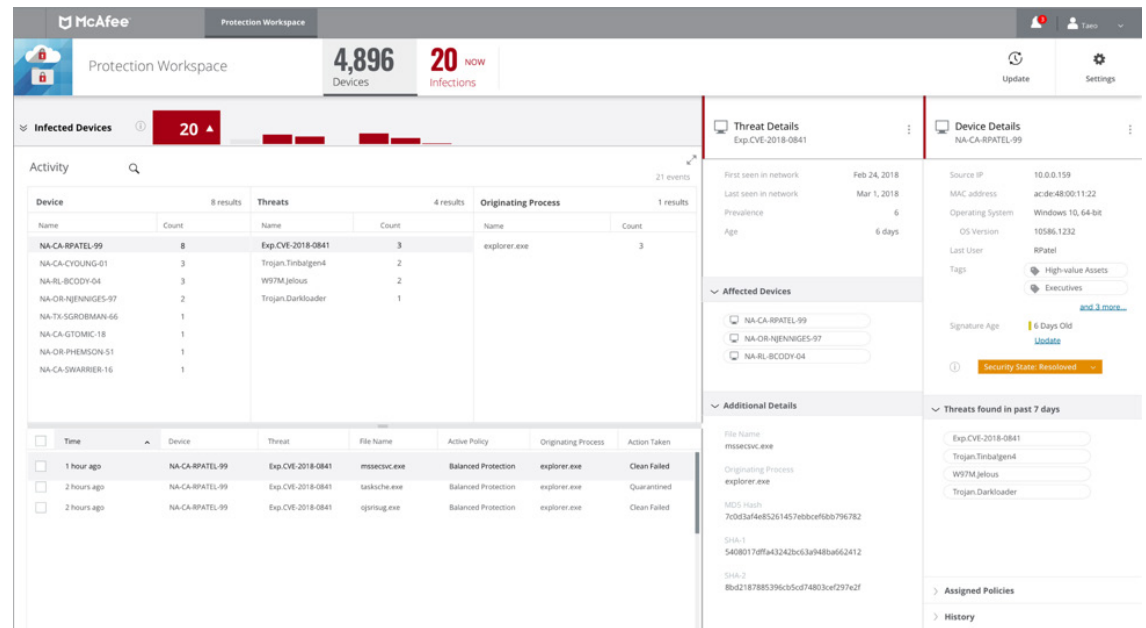 McAfee
Protection Workspace
2
Taeo
Protection Workspace
4,896
Devices
20 NOW
Infections
Update
Settings
Infected Devices
20
Activity
21 events
Device 8 results
Name Count
NA-CA-RPATEL-99 8
NA-CA-CYOUNG-01 3
NA-RL-BCODY-04 3
NA-OR-NJENNIGES-97 2
NA-TX-SGROBMAN-66 1
NA-CA-GTOMIC-18 1
NA-OR-PHEMSON-51 1
NA-CA-SWARRIER-16 1
Threats 4 results
Name Count
Exp.CVE-2018-0841 3
Trojan.Tinbalgen4 2
W97M.Jelous 2
Trojan.Darkloader 1
Originating Process 1 results
Name Count
explorer.exe 3
Time Device Threat File Name Active Policy Originating Process Action Taken
1 hour ago NA-CA-RPATEL-99 Exp.CVE-2018-0841 mssecsvc.exe Balanced Protection explorer.exe Clean Failed
2 hours ago NA-CA-RPATEL-99 Exp.CVE-2018-0841 tasksche.exe Balanced Protection explorer.exe Quarantined
2 hours ago NA-CA-RPATEL-99 Exp.CVE-2018-0841 ojsrisug.exe Balanced Protection explorer.exe Clean Failed
Threat Details
Exp.CVE-2018-0841
First seen in network Feb 24, 2018
Last seen in network Mar 1, 2018
Prevalence 6
Age 6 days
Affected Devices
NA-CA-RPATEL-99
NA-OR-NJENNIGES-97
NA-RL-BCODY-04
Additional Details
File Name
mssecsvc.exe
Originating Process
explorer.exe
MD5 Hash
7c0d3af4e85261457ebbcef6bb796782
SHA-1
5408017dffa43242bc63a948ba662412
SHA-2
8bd2187885396cb5cd74803cef297e2f
Device Details
NA-CA-RPATEL-99
Source IP 10.0.0.159
MAC address ac:de:48:00:11:22
Operating System Windows 10, 64-bit
OS Version 10586.1232
Last User RPatel
Tags High-value Assets
Executives
and 3 more...
Signature Age 6 Days Old
Update
Security State: Resoloved
Threats found in past 7 days
Exp.CVE-2018-0841
Trojan.Tinbalgen4
W97M.Jelous
Trojan.Darkloader
Assigned Policies
History